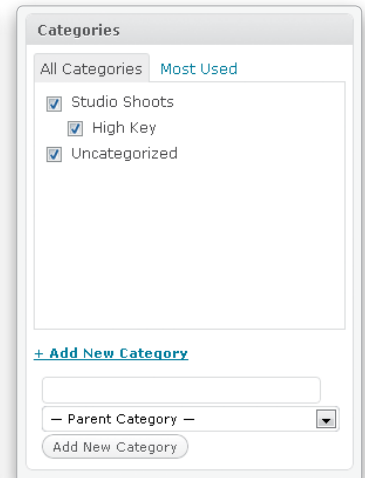 Categories
All Categories Most Used
Studio Shoots
High Key
Uncategorized
+ Add New Category
— Parent Category —
Add New Category